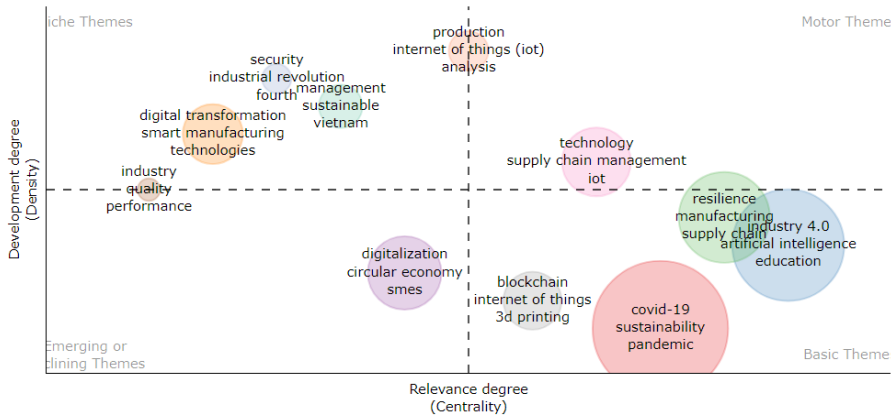 iche Themes
Motor Theme
production
internet of things (iot)
analysis
security
industrial revolution
fourth
management
sustainable
vietnam
digital transformation
smart manufacturing
technologies
technology
supply chain management
iot
industry
quality
performance
resilience
manufacturing
supply chain
industry 4.0
artificial intelligence
education
digitalization
circular economy
smes
blockchain
internet of things
3d printing
covid-19
sustainability
pandemic
Emerging or
clining Themes
Basic Theme
Development degree
(Density)
Relevance degree
(Centrality)